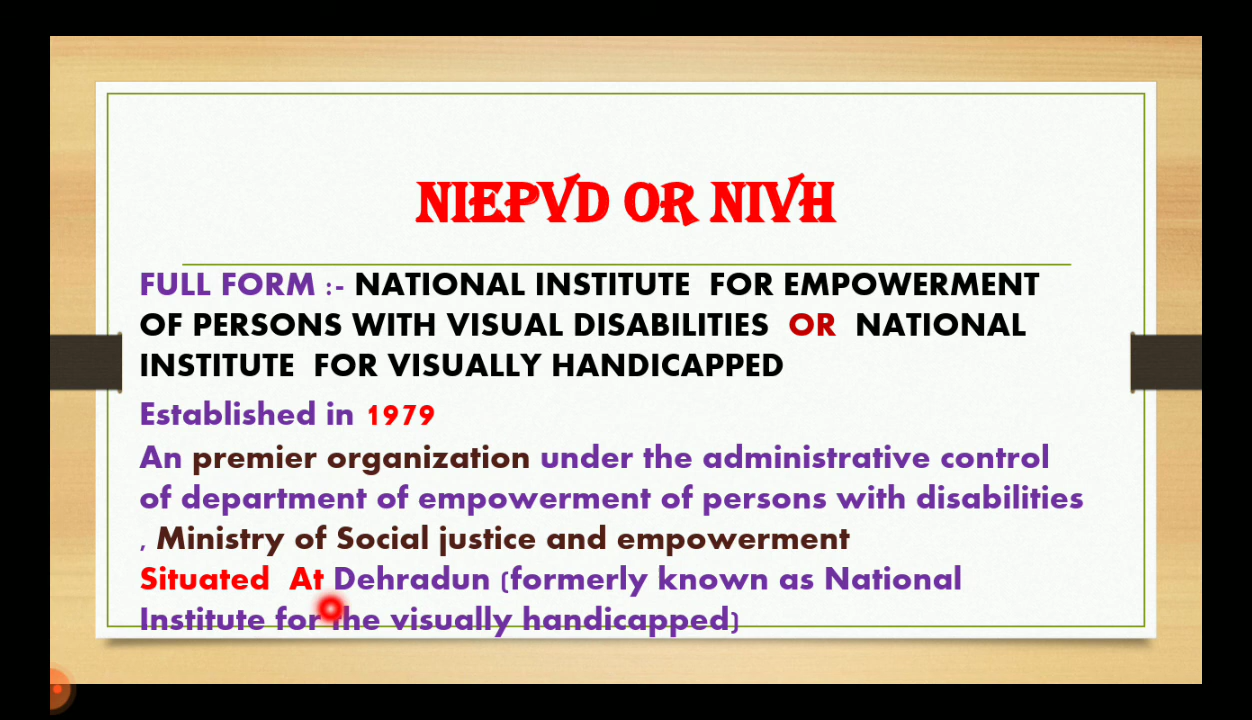 NIEPVD OR NIVH
FULL FORM :- NATIONAL INSTITUTE FOR EMPOWERMENT
OF PERSONS WITH VISUAL DISABILITIES OR NATIONAL
INSTITUTE FOR VISUALLY HANDICAPPED
Established in 1979
An premier organization under the administrative control
of department of empowerment of persons with disabilities
, Ministry of Social justice and empowerment
Situated At Dehradun (formerly known as National
Institute for the visually handicapped)